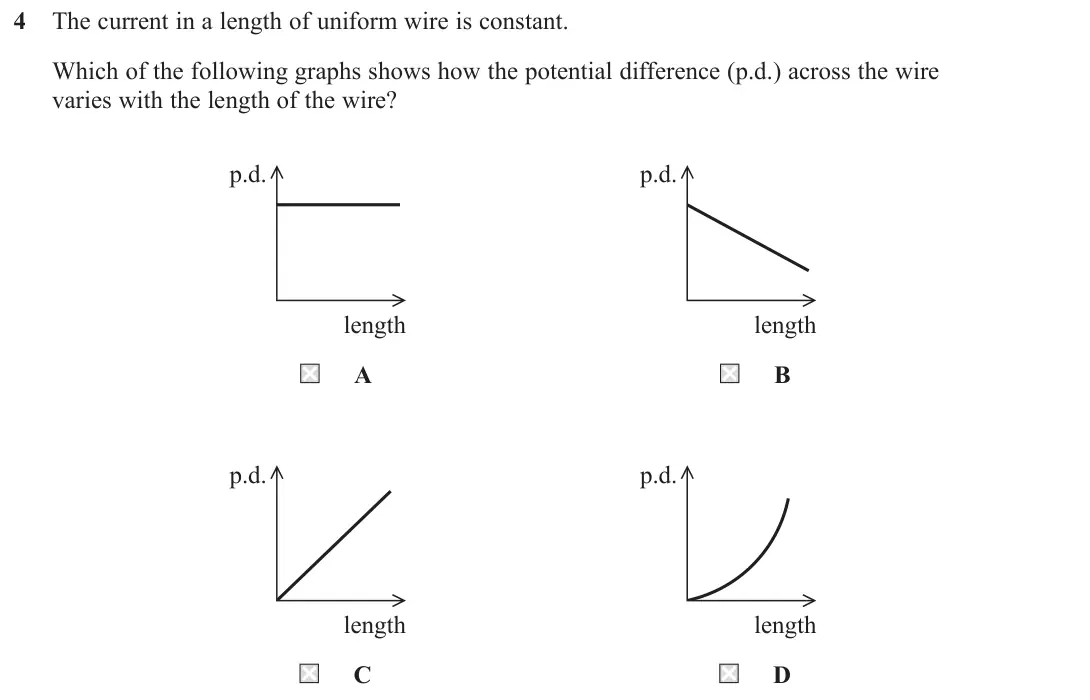 4 The current in a length of uniform wire is constant.
Which of the following graphs shows how the potential difference (p.d.) across the wire
varies with the length of the wire?
p.d.
length
A
p.d.
length
B
p.d.
length
C
p.d.
length
D